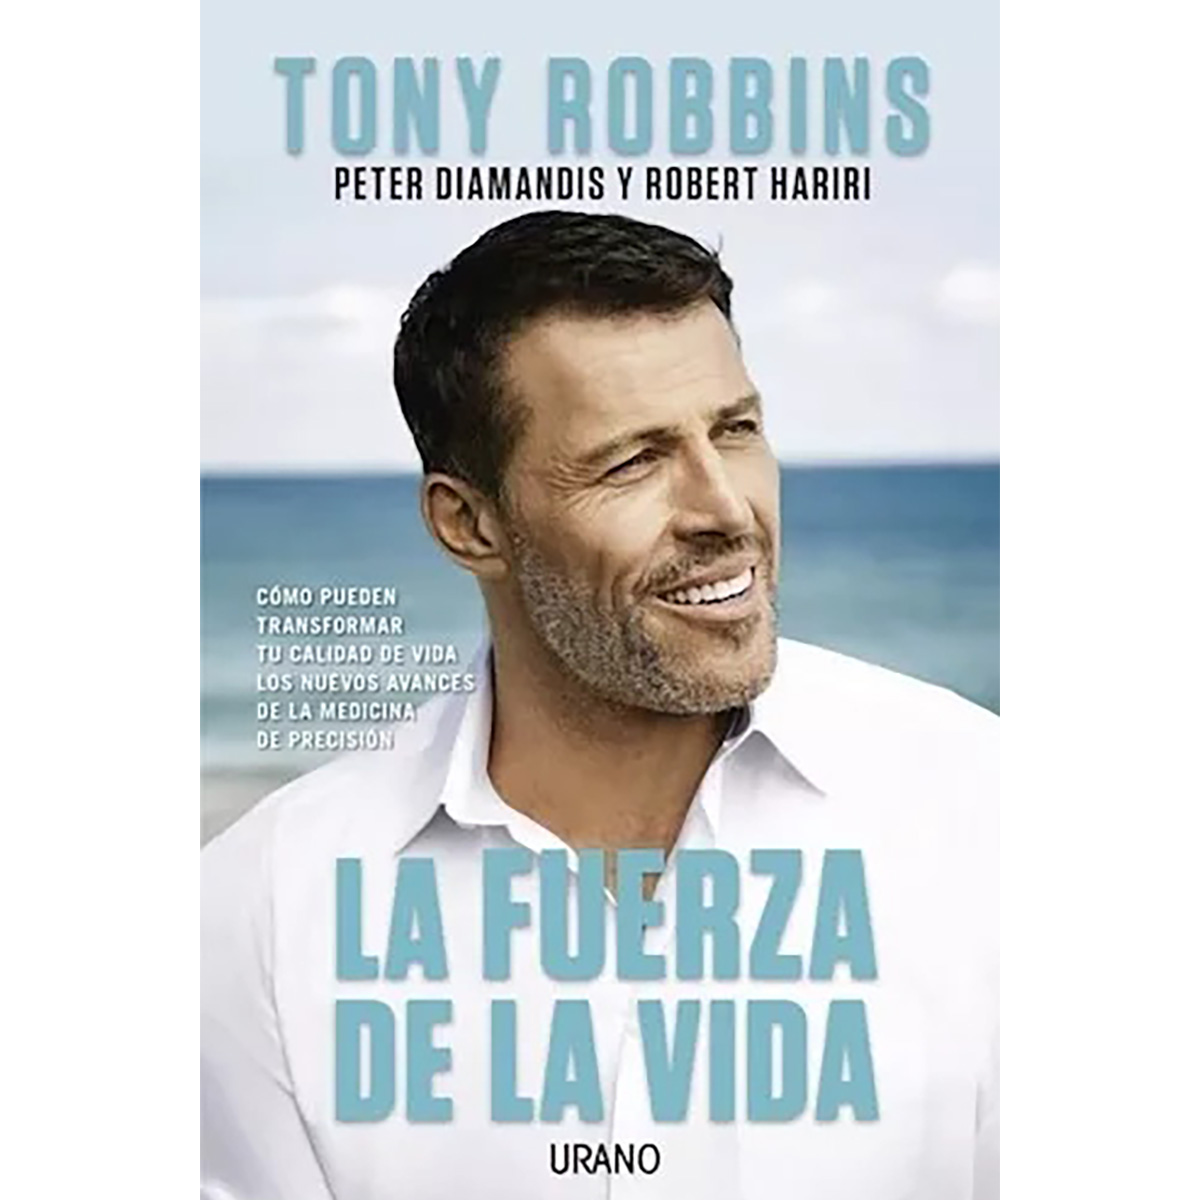 TONY ROBBINS
PETER DIAMANDIS Y ROBERT HARIRI
CÓMO PUEDEN
TRANSFORMAR
TU CALIDAD DE VIDA
LOS NUEVOS AVANCES
DE LA MEDICINA
DE PRECISIÓN
LA FUERZA
DE LA VIDA
URANO